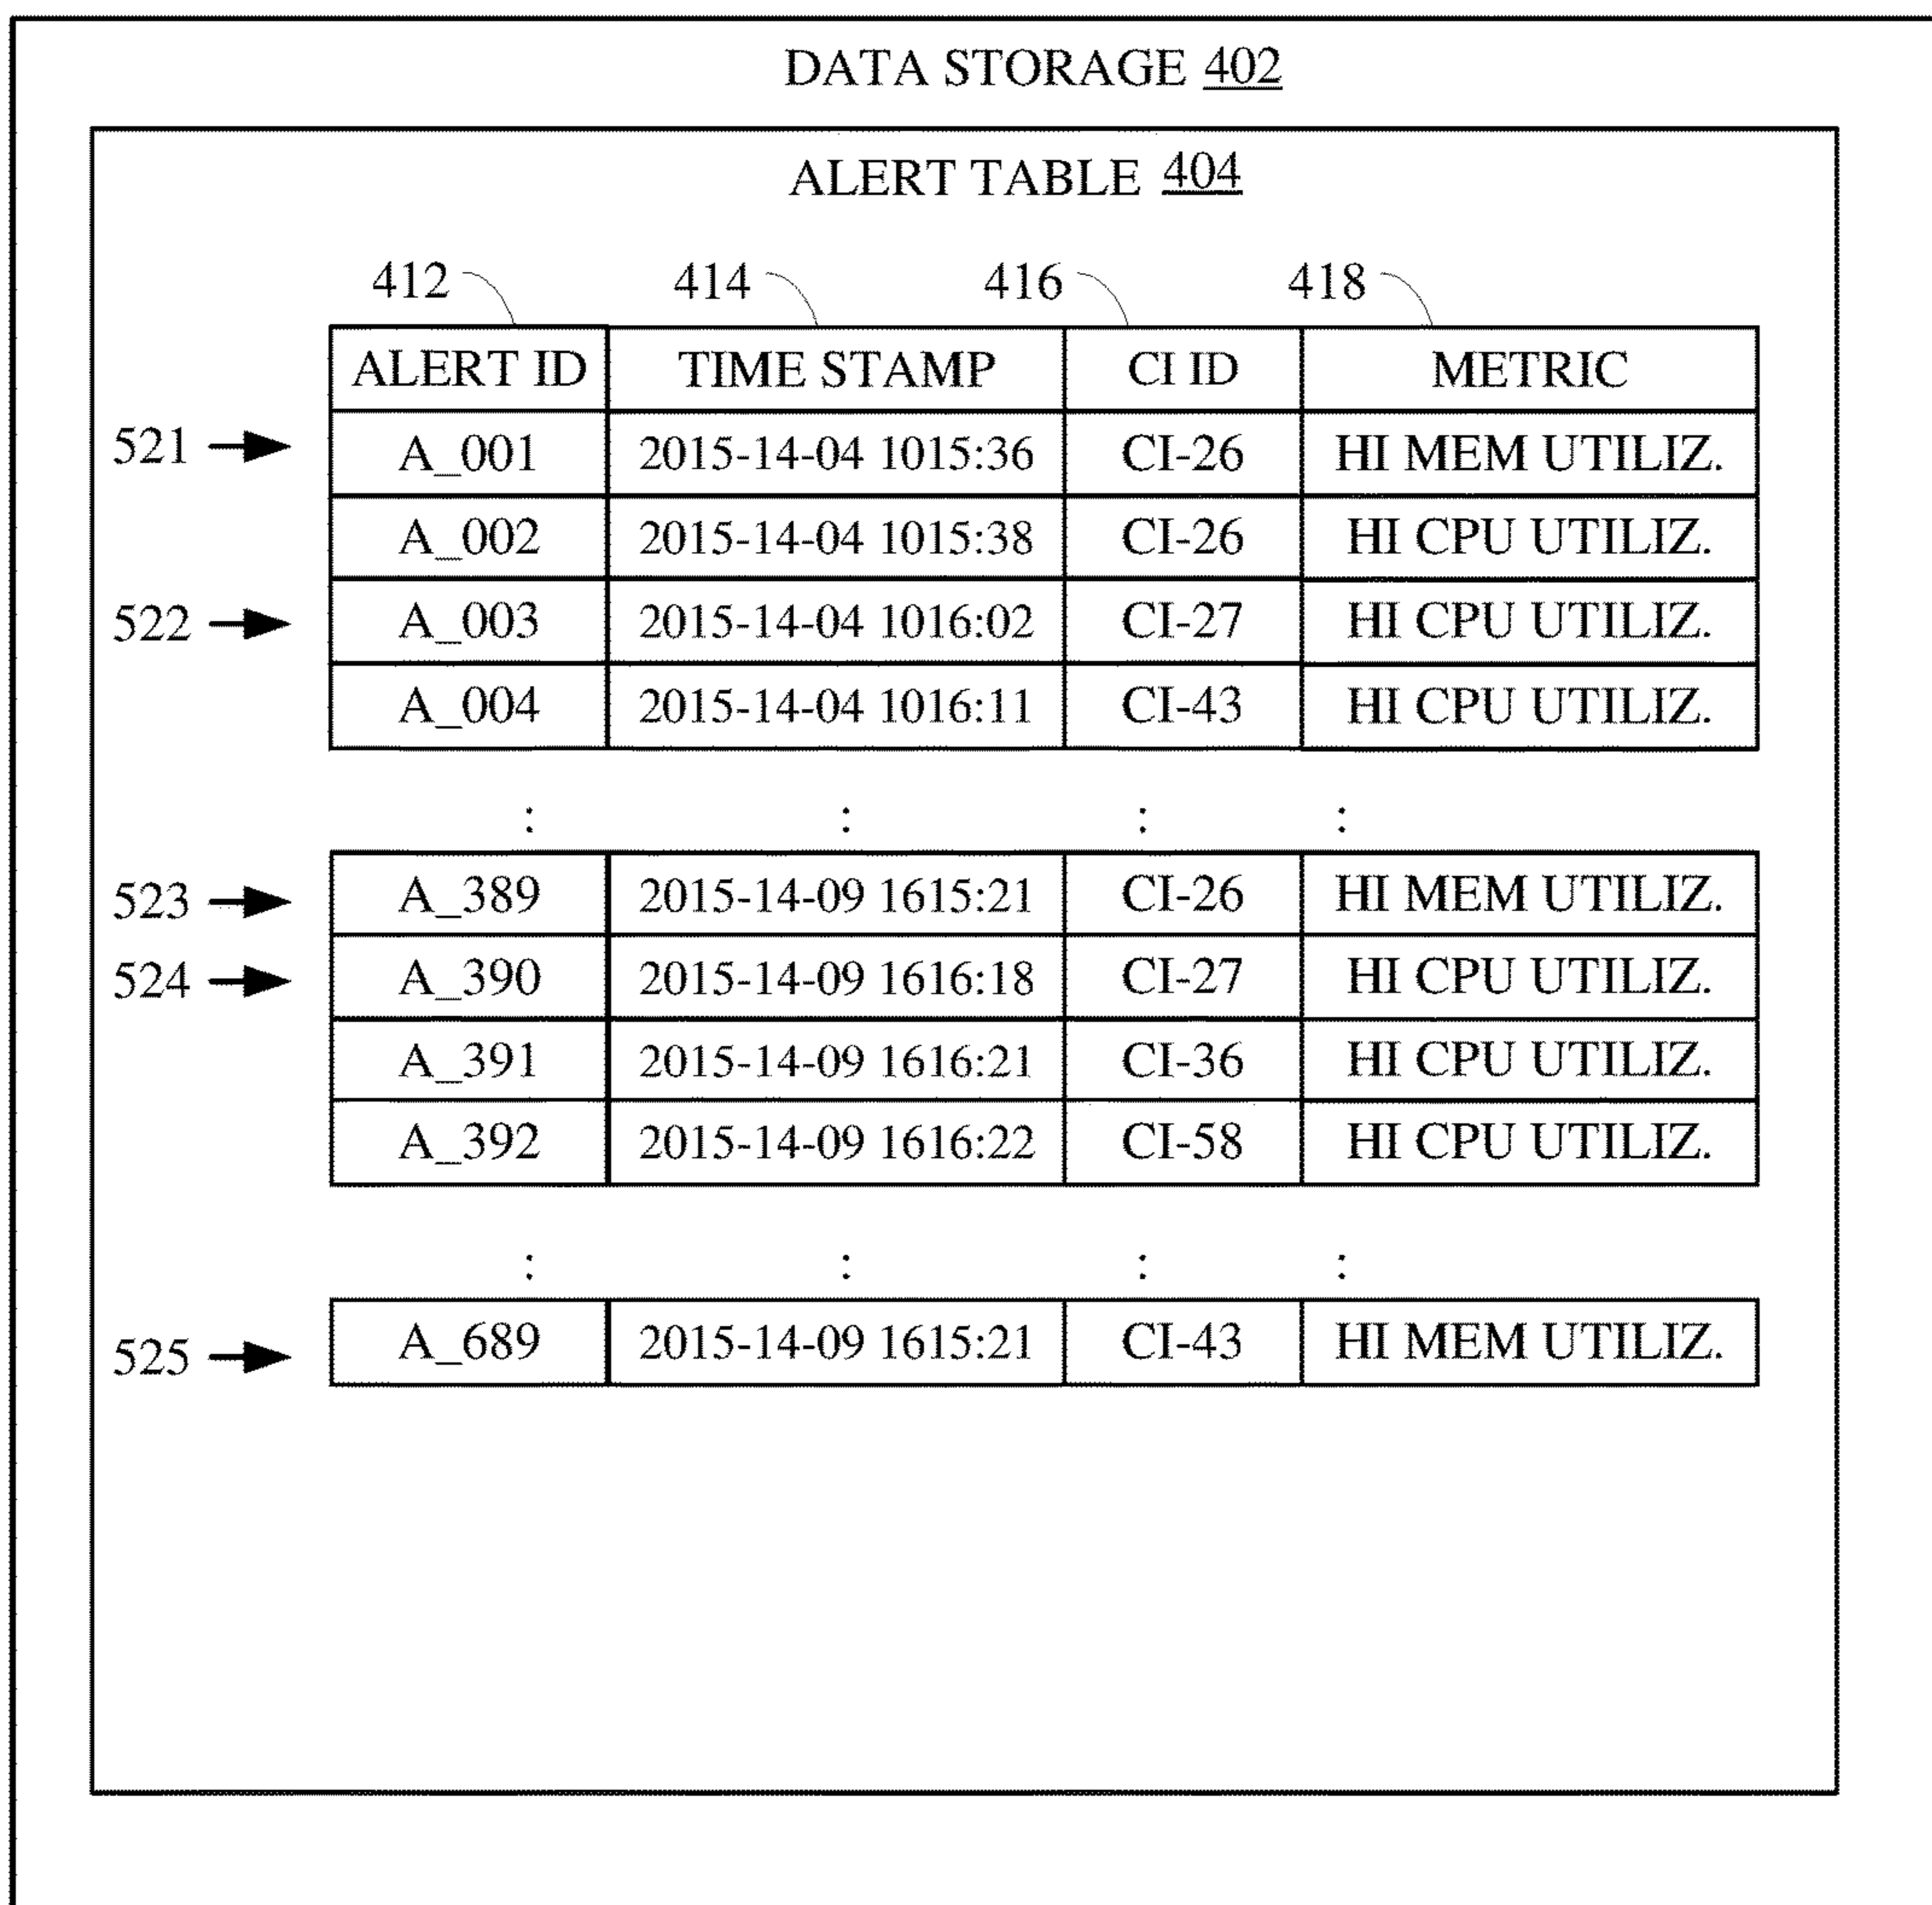 DATA STORAGE 402
ALERT TABLE 404
412 414 416 418
ALERT ID TIME STAMP CI ID METRIC
521 A_001 2015-14-04 1015:36 CI-26 HI MEM UTILIZ.
A_002 2015-14-04 1015:38 CI-26 HI CPU UTILIZ.
522 A_003 2015-14-04 1016:02 CI-27 HI CPU UTILIZ.
A_004 2015-14-04 1016:11 CI-43 HI CPU UTILIZ.
: : : :
523 A_389 2015-14-09 1615:21 CI-26 HI MEM UTILIZ.
524 A_390 2015-14-09 1616:18 CI-27 HI CPU UTILIZ.
A_391 2015-14-09 1616:21 CI-36 HI CPU UTILIZ.
A_392 2015-14-09 1616:22 CI-58 HI CPU UTILIZ.
: : : :
525 A_689 2015-14-09 1615:21 CI-43 HI MEM UTILIZ.